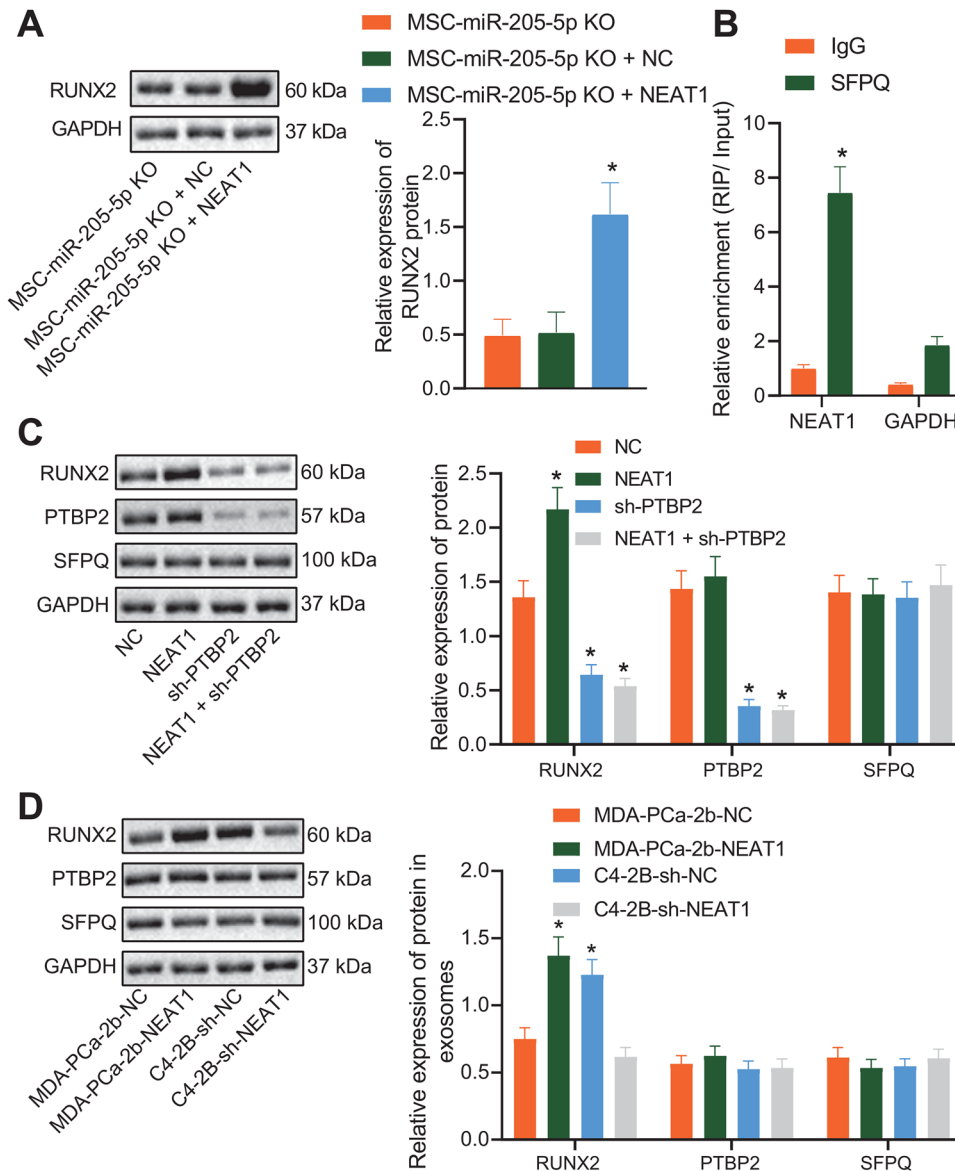 A
RUNX2
60 kDa
GAPDH
37 kDa
MSC-miR-205-5p KO
MSC-miR-205-5p KO + NC
MSC-miR-205-5p KO + NEAT1
MSC-miR-205-5p KO
MSC-miR-205-5p KO + NC
MSC-miR-205-5p KO + NEAT1
Relative expression of
RUNX2 protein
2.5
2.0
1.5
1.0
0.5
0.0
*
B
IgG
SFPQ
Relative enrichment (RIP/ Input)
10
8
6
4
2
0
*
NEAT1
GAPDH
C
RUNX2
60 kDa
PTBP2
57 kDa
SFPQ
100 kDa
GAPDH
37 kDa
NC
NEAT1
sh-PTBP2
NEAT1 + sh-PTBP2
NC
NEAT1
sh-PTBP2
NEAT1 + sh-PTBP2
Relative expression of protein
2.5
2.0
1.5
1.0
0.5
0.0
*
*
*
*
*
RUNX2
PTBP2
SFPQ
D
RUNX2
60 kDa
PTBP2
57 kDa
SFPQ
100 kDa
GAPDH
37 kDa
MDA-PCa-2b-NC
MDA-PCa-2b-NEAT1
C4-2B-sh-NC
C4-2B-sh-NEAT1
MDA-PCa-2b-NC
MDA-PCa-2b-NEAT1
C4-2B-sh-NC
C4-2B-sh-NEAT1
Relative expression of protein in
exosomes
2.0
1.5
1.0
0.5
0.0
*
*
RUNX2
PTBP2
SFPQ